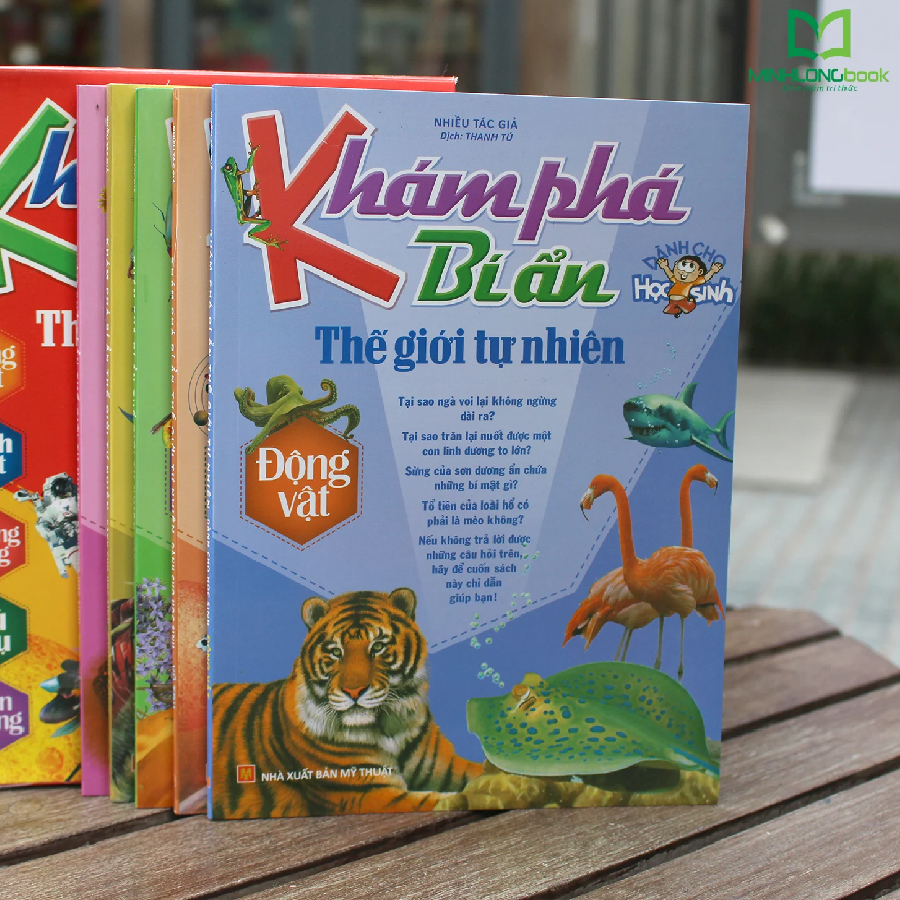 MINHLONGbook
NHIỀU TÁC GIẢ
Dịch: THANH TÚ
Khám phá
Bí ẩn
DÀNH CHO
HỌC SINH
Thế giới tự nhiên
Tại sao ngà voi lại không ngừng
dài ra?
Tại sao trăn lại nuốt được một
con linh dương to lớn?
Sừng của sơn dương ẩn chứa
những bí mật gì?
Tổ tiên của loài hổ có
phải là mèo không?
Nếu không trả lời được
những câu hỏi trên,
hãy để cuốn sách
này chỉ dẫn
giúp bạn!
Động
vật
NHÀ XUẤT BẢN MỸ THUẬT